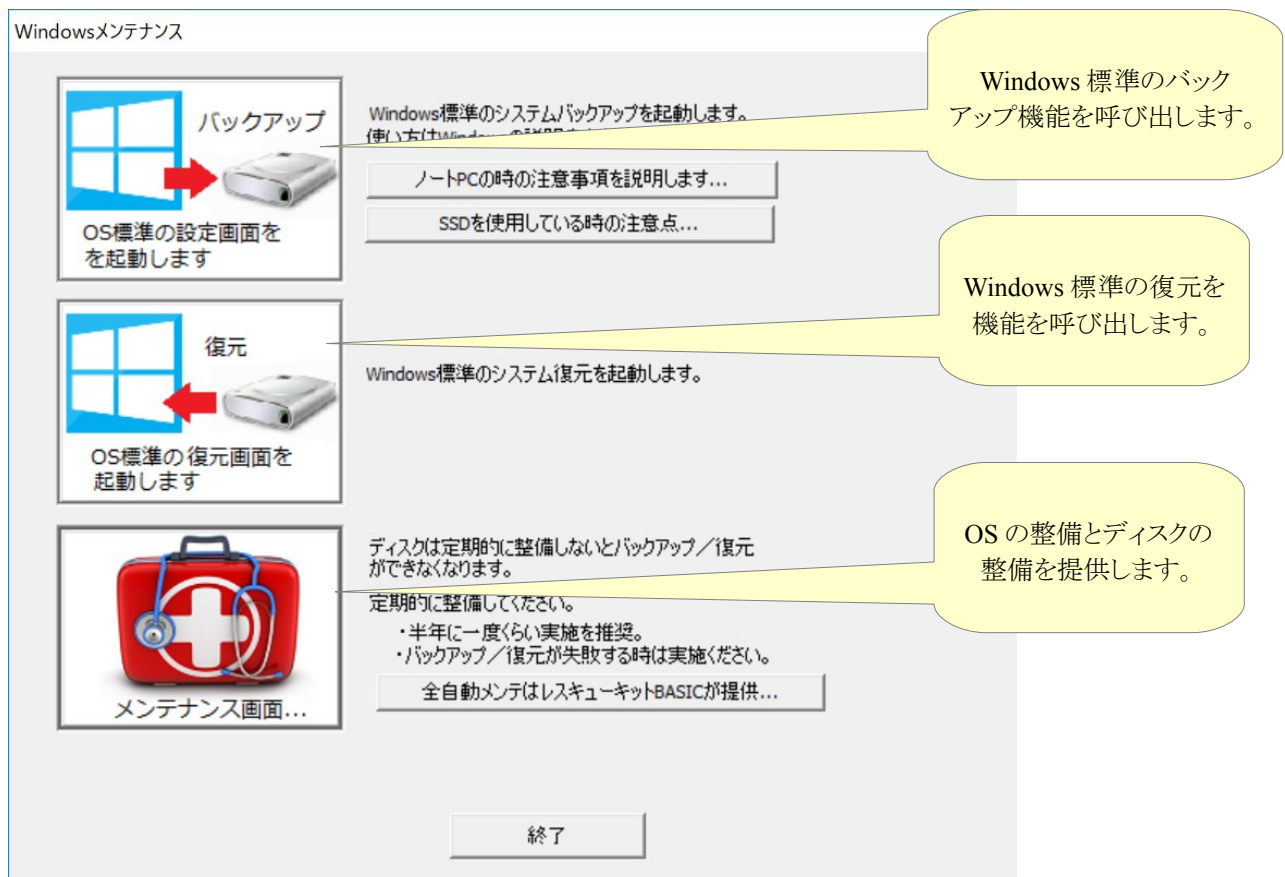 Windowsメンテナンス
バックアップ
OS標準の設定画面を
を起動します
Windows標準のシステムバックアップを起動します。
使い方はWindowsの説明を
ノートPCの時の注意事項を説明します...
SSDを使用している時の注意点...
Windows 標準のバック
アップ機能を呼び出します。
復元
OS標準の復元画面を
起動します
Windows標準のシステム復元を起動します。
Windows 標準の復元を
機能を呼び出します。
メンテナンス画面...
ディスクは定期的に整備しないとバックアップ／復元
ができなくなります。
定期的に整備してください。
・半年に一度くらい実施を推奨。
・バックアップ／復元が失敗する時は実施ください。
全自動メンテはレスキューキットBASICが提供...
OS の整備とディスクの
整備を提供します。
終了